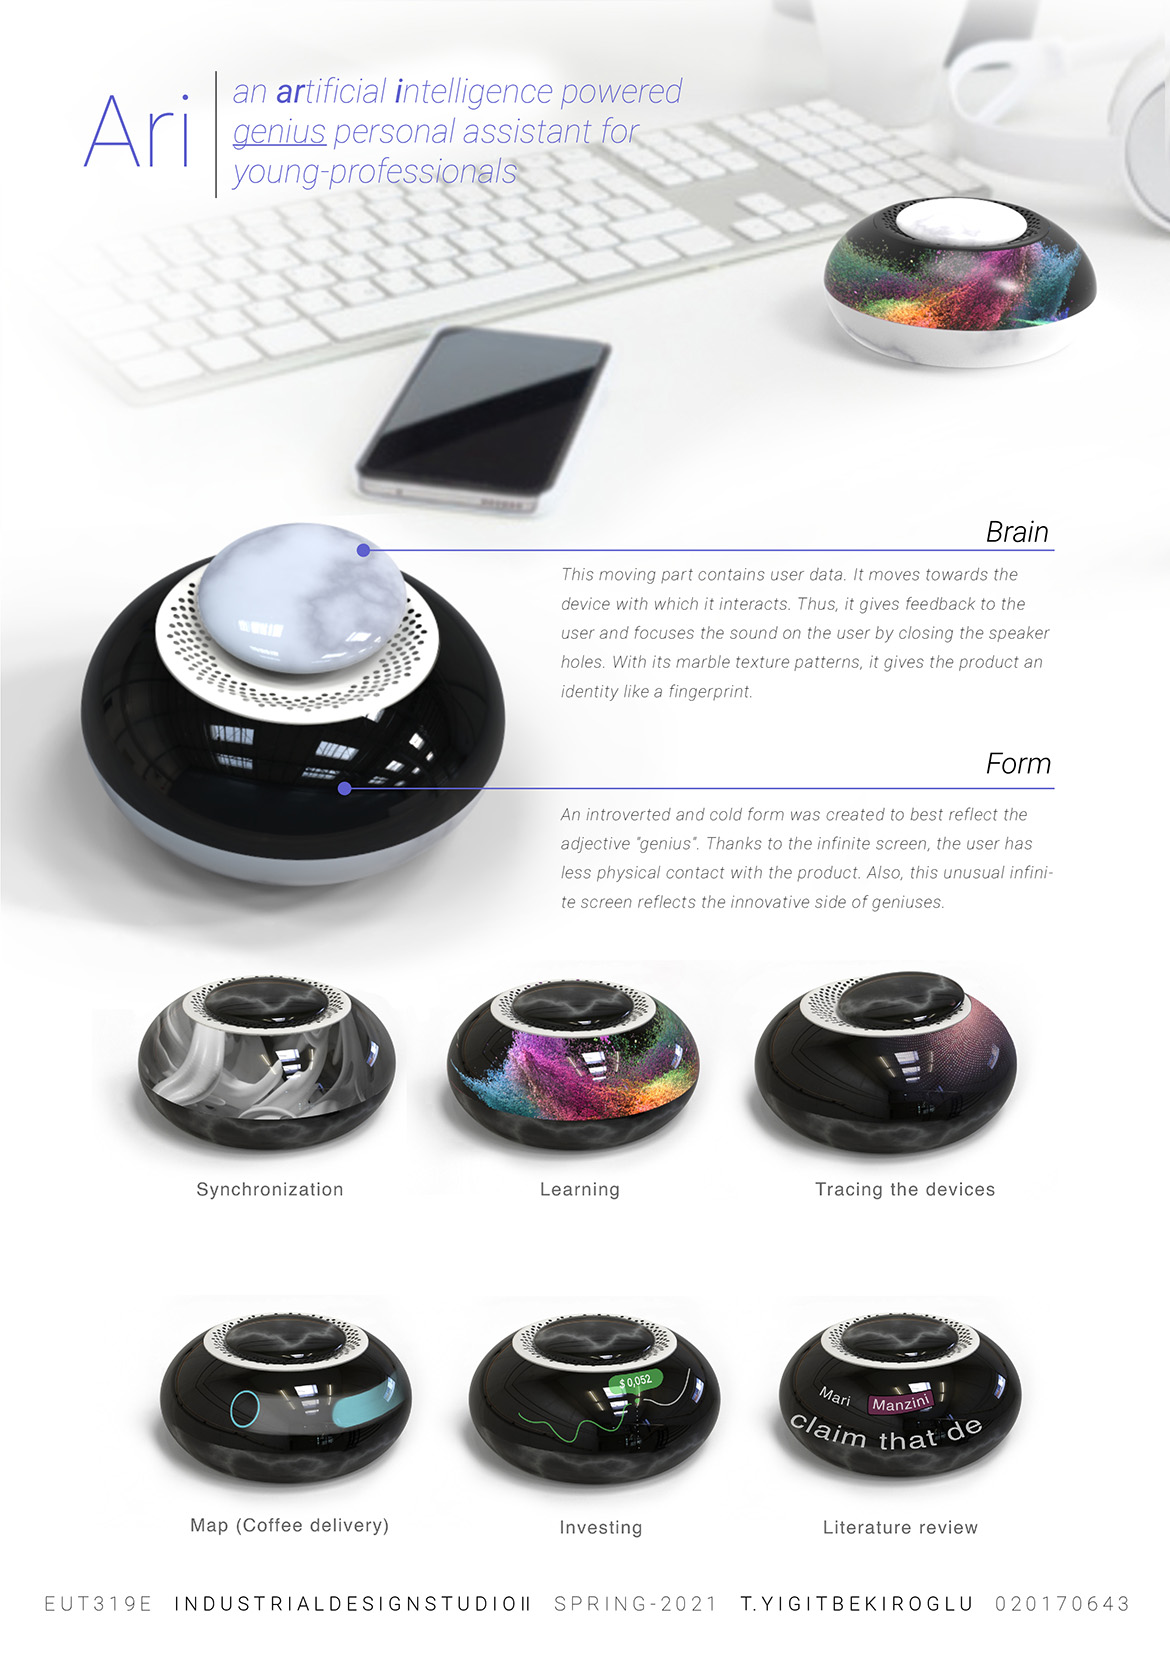 Ari
an artificial intelligence powered
genius personal assistant for
young-professionals
Brain
This moving part contains user data. It moves towards the
device with which it interacts. Thus, it gives feedback to the
user and focuses the sound on the user by closing the speaker
holes. With its marble texture patterns, it gives the product an
identity like a fingerprint.
Form
An introverted and cold form was created to best reflect the
adjective "genius". Thanks to the infinite screen, the user has
less physical contact with the product. Also, this unusual infini-
te screen reflects the innovative side of geniuses.
Synchronization
Learning
Tracing the devices
$ 0,052
Mari Manzini
claim that de
Map (Coffee delivery)
Investing
Literature review
EUT319E INDUSTRIALDESIGNSTUDIOII SPRING-2021 T.YIGITBEKIROGLU 020170643